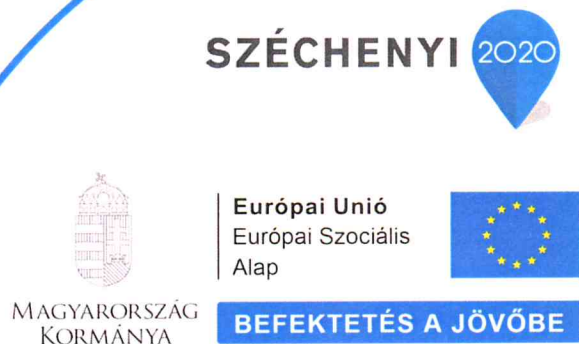 SZÉCHENYI 2020
Európai Unió
Európai Szociális
Alap
MAGYARORSZÁG
KORMÁNYA
BEFEKTETÉS A JÖVŐBE